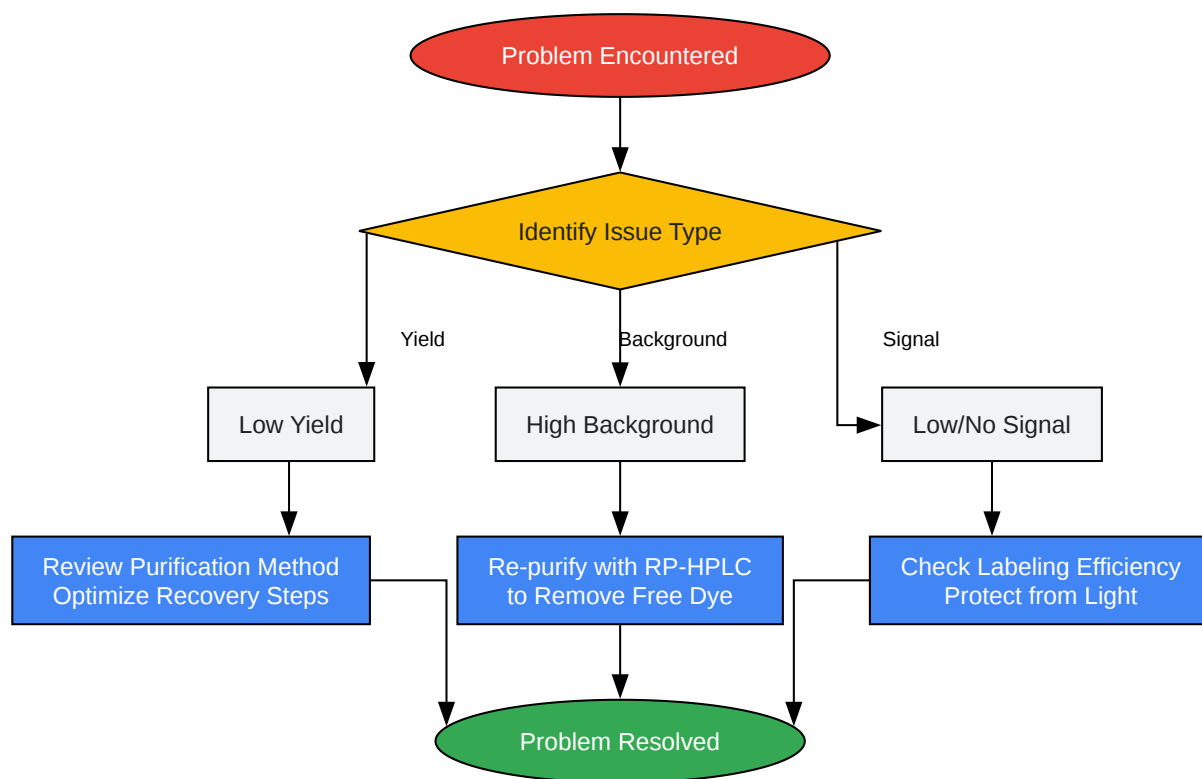 Problem Encountered
Identify Issue Type
Yield
Background
Signal
Low Yield
High Background
Low/No Signal
Review Purification Method
Optimize Recovery Steps
Re-purify with RP-HPLC
to Remove Free Dye
Check Labeling Efficiency
Protect from Light
Problem Resolved